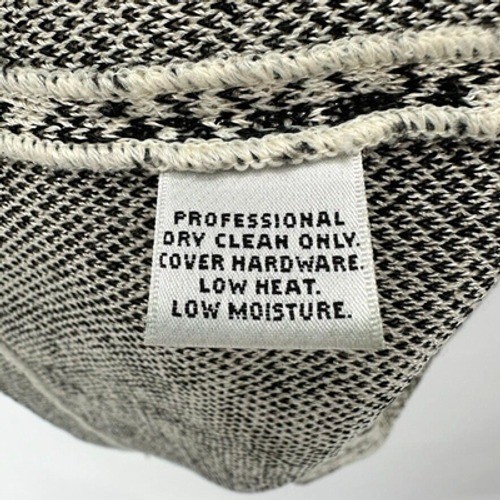 PROFESSIONAL
DRY CLEAN ONLY.
COVER HARDWARE.
LOW HEAT.
LOW MOISTURE.